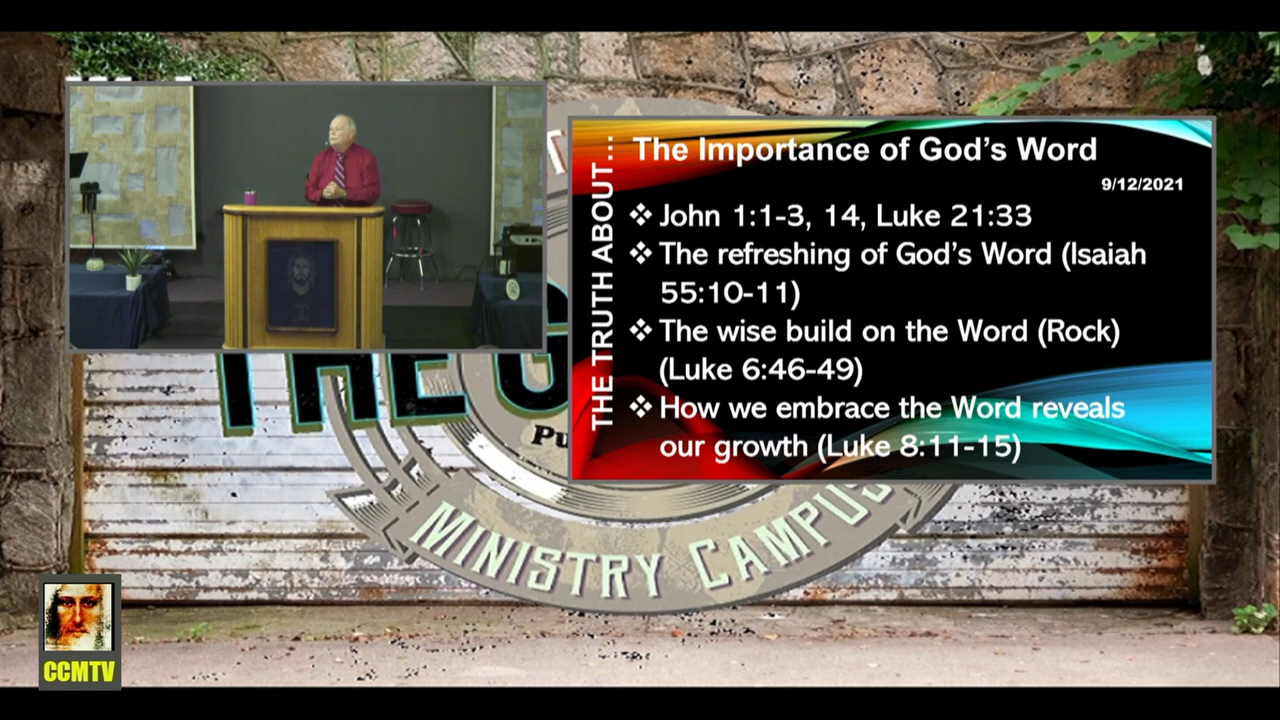 THE TRUTH ABOUT...
The Importance of God's Word
9/12/2021
❖ John 1:1-3, 14, Luke 21:33
❖ The refreshing of God's Word (Isaiah
55:10-11)
❖ The wise build on the Word (Rock)
(Luke 6:46-49)
❖ How we embrace the Word reveals
our growth (Luke 8:11-15)
THE
MINISTRY CAMPUS
CCMTV